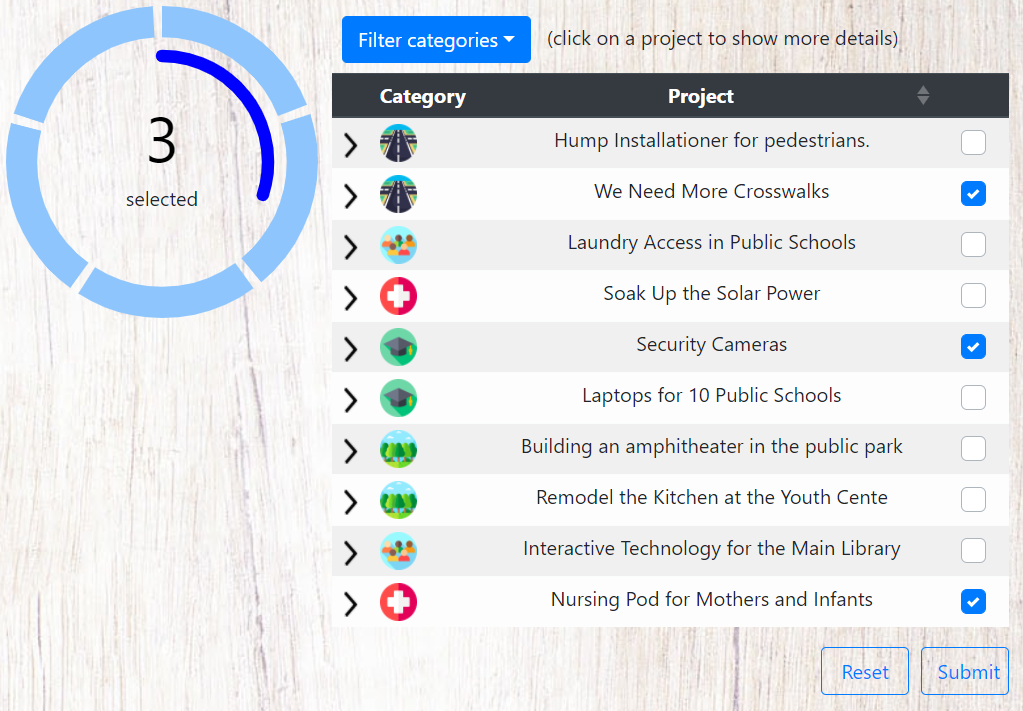 3
selected
Filter categories
(click on a project to show more details)
Category Project
Hump Installationer for pedestrians.
We Need More Crosswalks
Laundry Access in Public Schools
Soak Up the Solar Power
Security Cameras
Laptops for 10 Public Schools
Building an amphitheater in the public park
Remodel the Kitchen at the Youth Cente
Interactive Technology for the Main Library
Nursing Pod for Mothers and Infants
Reset Submit